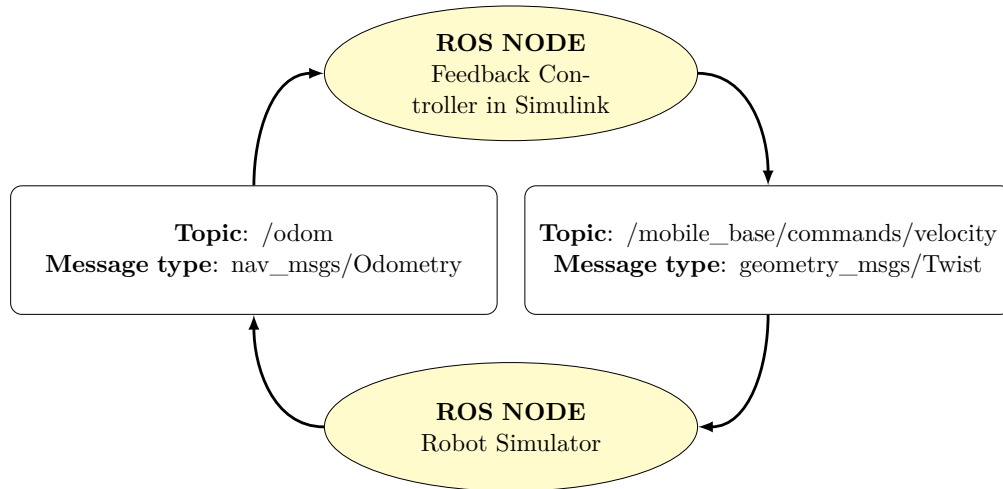 ROS NODE
Feedback Con-
troller in Simulink
Topic: /odom
Message type: nav_msgs/Odometry
Topic: /mobile_base/commands/velocity
Message type: geometry_msgs/Twist
ROS NODE
Robot Simulator